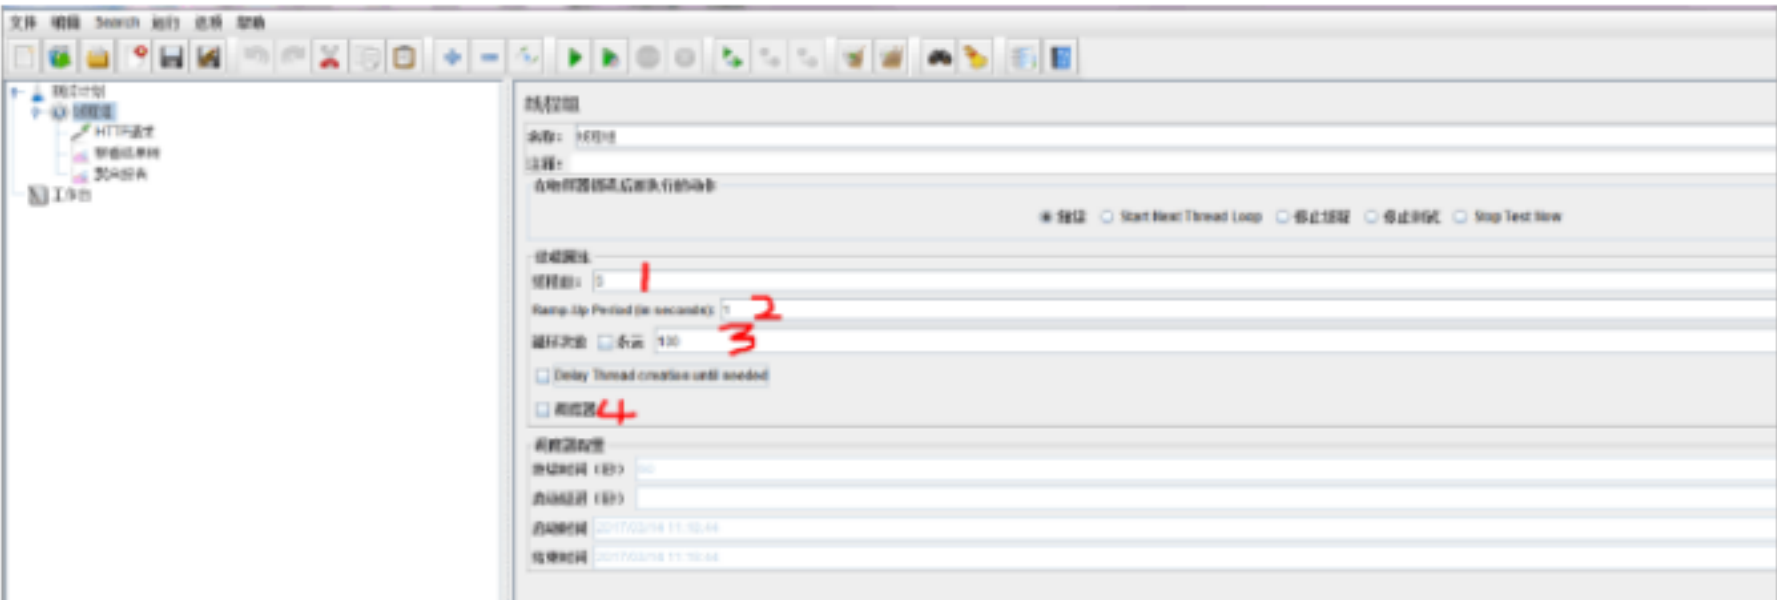 文件 编辑 Search 运行 选项 帮助
测试计划
线程组
HTTP请求
察看结果树
聚合报告
工作台
线程组
名称： 线程组
注释：
在取样器错误后要执行的动作
继续 Start Next Thread Loop 停止线程 停止测试 Stop Test Now
线程属性
线程数： 5 1
Ramp-Up Period (in seconds): 1 2
循环次数 永远 100 3
Delay Thread creation until needed
调度器 4
调度器配置
持续时间（秒） 60
启动延迟（秒）
启动时间
结束时间